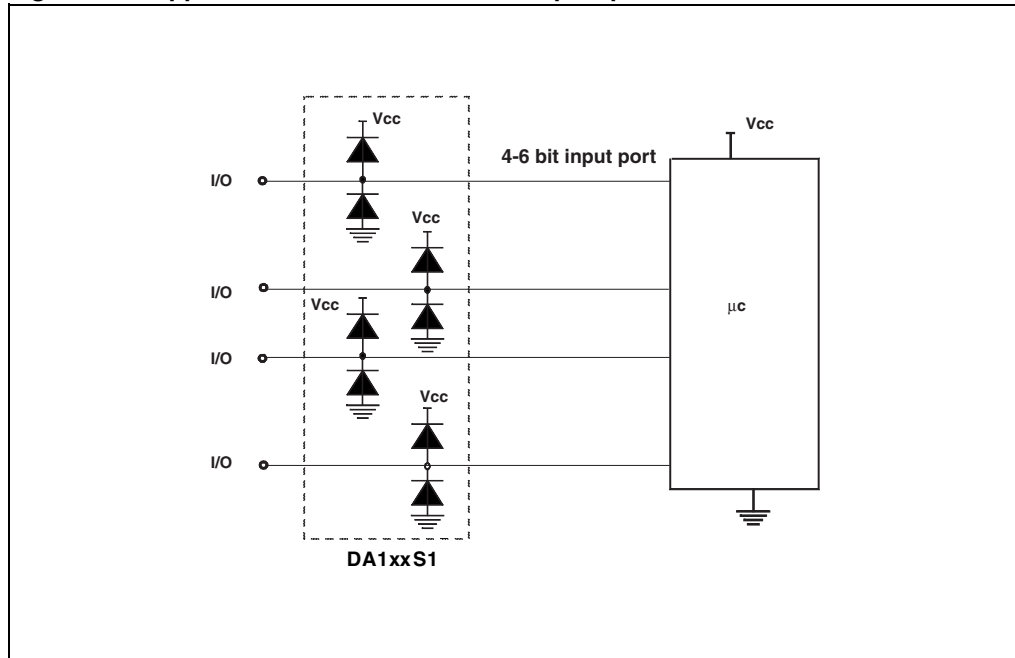 Vcc
Vcc
4-6 bit input port
I/O
Vcc
I/O
Vcc
μc
I/O
Vcc
I/O
DA1xxS1